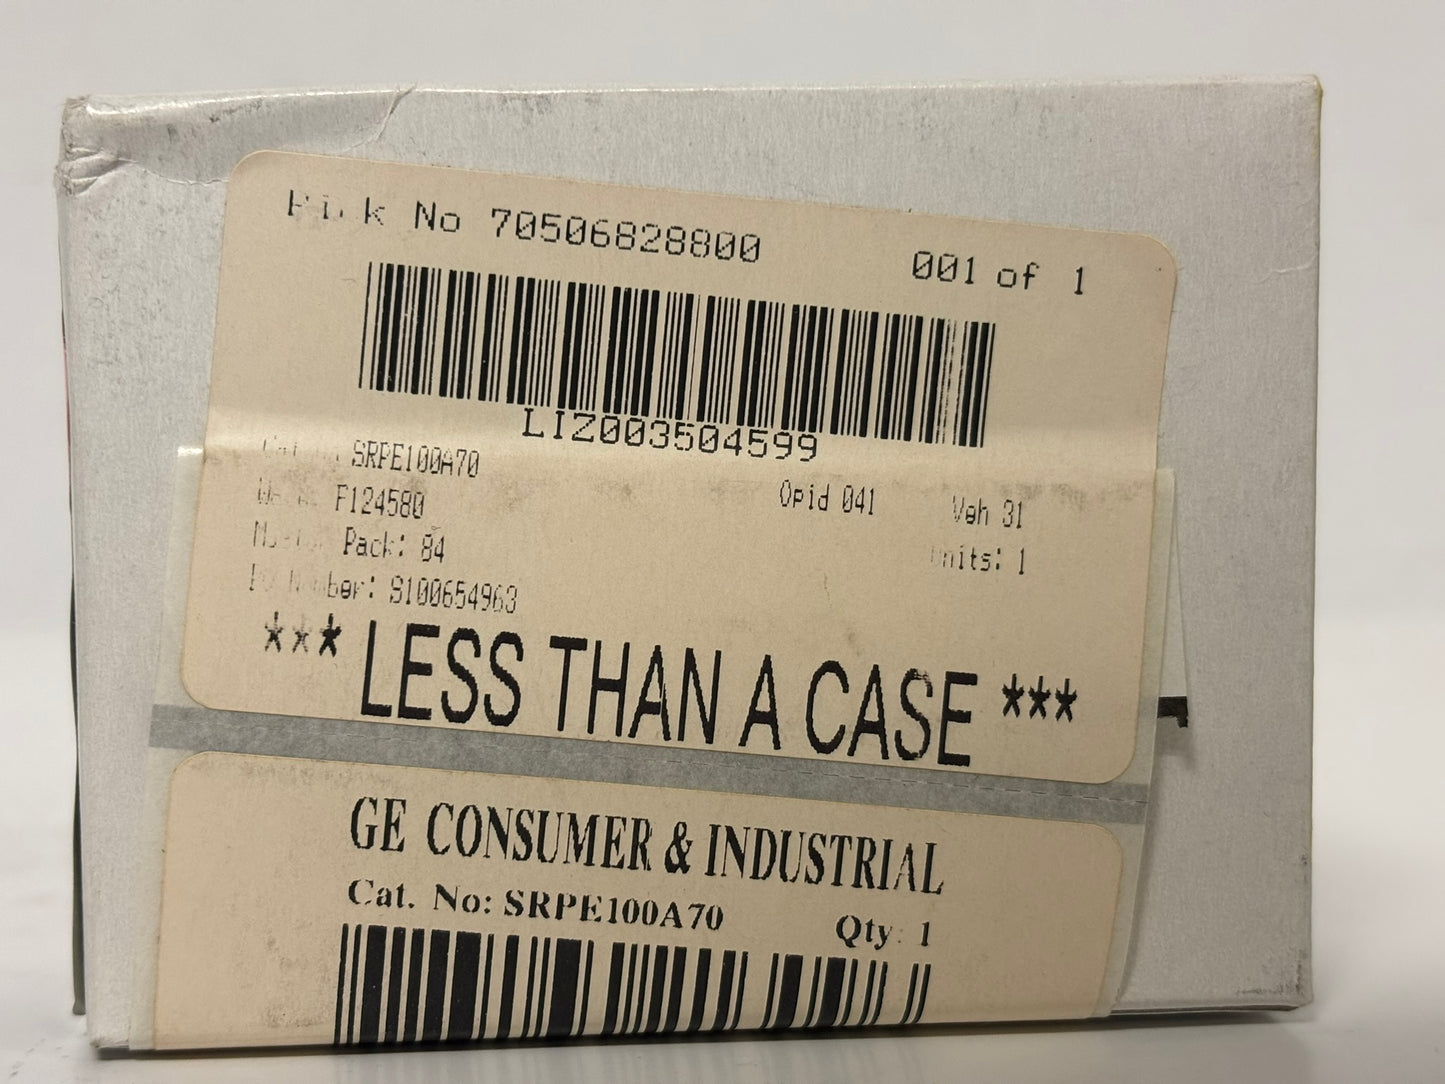 No 70506828800
001 of 1
LIZ003504599
SRPE100A70
F124580
Opid 041
Veh 31
Pack: 84
Units: 1
Number: S100654963
*** LESS THAN A CASE ***
GE CONSUMER & INDUSTRIAL
Cat. No: SRPE100A70
Qty: 1